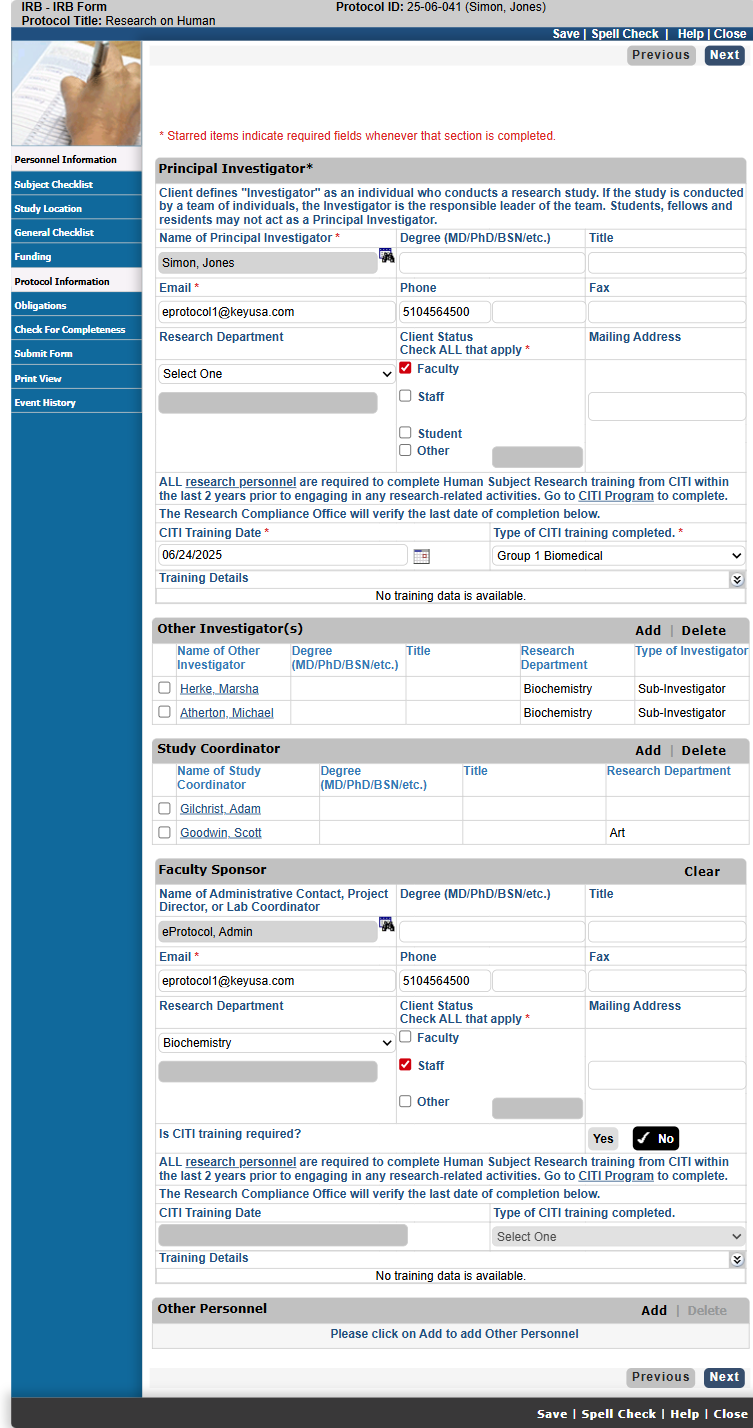 IRB - IRB Form
Protocol ID: 25-06-041 (Simon, Jones)
Protocol Title: Research on Human
Save | Spell Check | Help | Close
Previous Next
Personnel Information
Subject Checklist
Study Location
General Checklist
Funding
Protocol Information
Obligations
Check For Completeness
Submit Form
Print View
Event History
* Starred items indicate required fields whenever that section is completed.
Principal Investigator*
Client defines "Investigator" as an individual who conducts a research study. If the study is conducted
by a team of individuals, the Investigator is the responsible leader of the team. Students, fellows and
residents may not act as a Principal Investigator.
Name of Principal Investigator * Degree (MD/PhD/BSN/etc.) Title
Simon, Jones
Email * Phone Fax
eprotocol1@keyusa.com 5104564500
Research Department Client Status Mailing Address
Check ALL that apply *
Select One Faculty
Staff
Student
Other
ALL research personnel are required to complete Human Subject Research training from CITI within
the last 2 years prior to engaging in any research-related activities. Go to CITI Program to complete.
The Research Compliance Office will verify the last date of completion below.
CITI Training Date * Type of CITI training completed. *
06/24/2025 Group 1 Biomedical
Training Details
No training data is available.
Other Investigator(s) Add | Delete
Name of Other Degree Title Research Type of Investigator
Investigator (MD/PhD/BSN/etc.) Department
Herke, Marsha Biochemistry Sub-Investigator
Atherton, Michael Biochemistry Sub-Investigator
Study Coordinator Add | Delete
Name of Study Degree Title Research Department
Coordinator (MD/PhD/BSN/etc.)
Gilchrist, Adam
Goodwin, Scott Art
Faculty Sponsor Clear
Name of Administrative Contact, Project Degree (MD/PhD/BSN/etc.) Title
Director, or Lab Coordinator
eProtocol, Admin
Email * Phone Fax
eprotocol1@keyusa.com 5104564500
Research Department Client Status Mailing Address
Check ALL that apply *
Biochemistry Faculty
Staff
Other
Is CITI training required? Yes No
ALL research personnel are required to complete Human Subject Research training from CITI within
the last 2 years prior to engaging in any research-related activities. Go to CITI Program to complete.
The Research Compliance Office will verify the last date of completion below.
CITI Training Date Type of CITI training completed.
Select One
Training Details
No training data is available.
Other Personnel Add | Delete
Please click on Add to add Other Personnel
Previous Next
Save | Spell Check | Help | Close